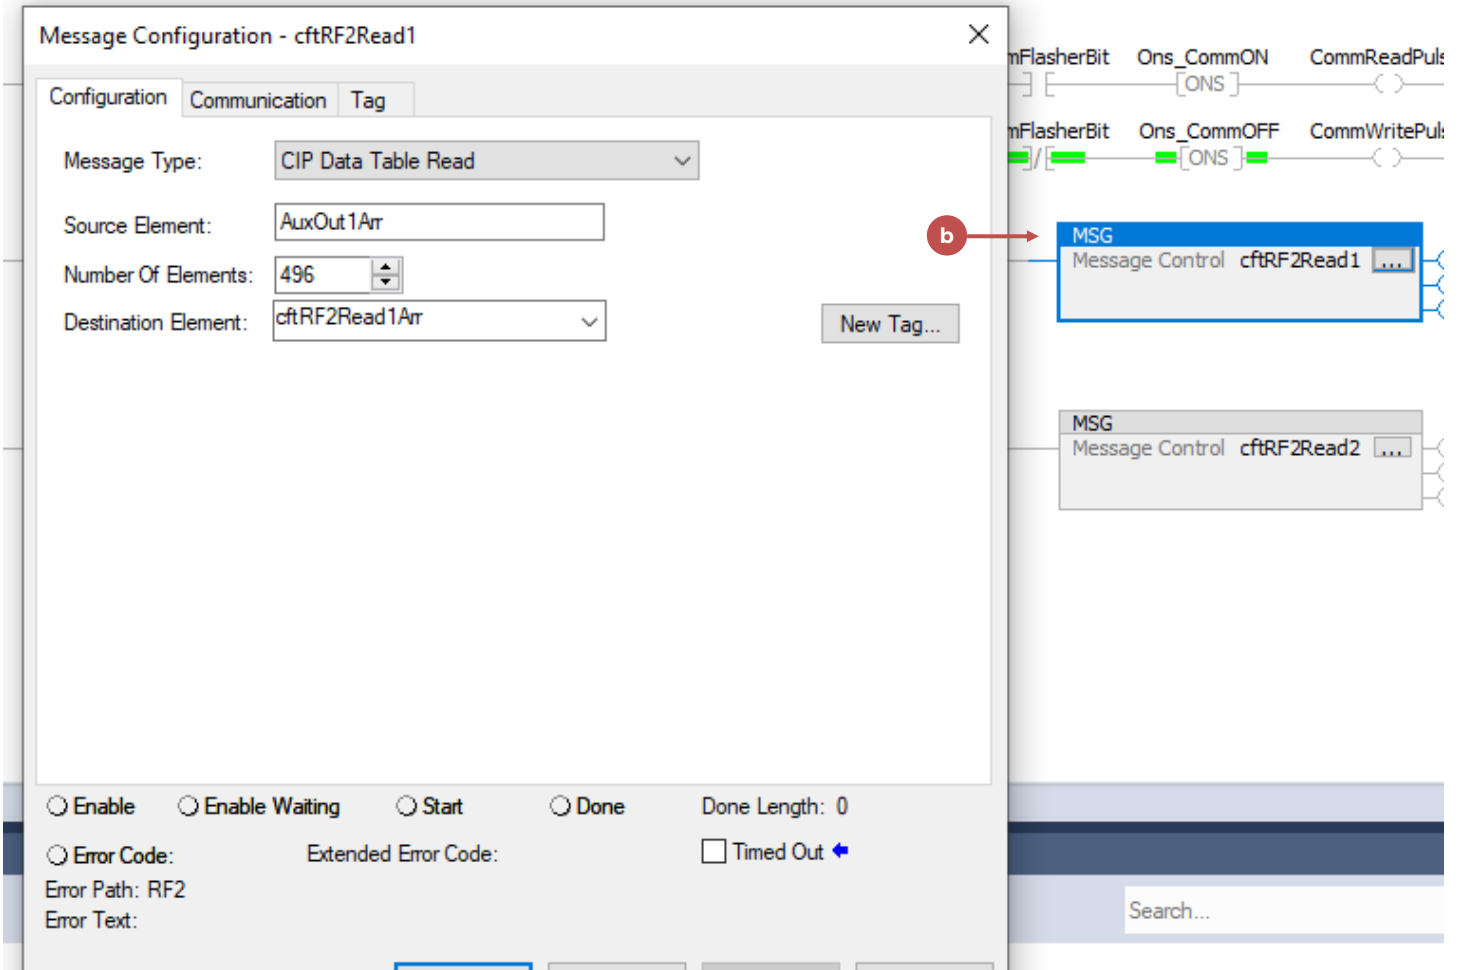 Message Configuration - cftRF2Read1
Configuration Communication Tag
Message Type: CIP Data Table Read
Source Element: AuxOut1Arr
Number Of Elements: 496
Destination Element: cftRF2Read1Arr
New Tag...
Enable Enable Waiting Start Done Done Length: 0
Error Code: Extended Error Code: Timed Out
Error Path: RF2
Error Text:
mFlasherBit Ons_CommON CommReadPuls
ONS
mFlasherBit Ons_CommOFF CommWritePuls
ONS
b
MSG
Message Control cftRF2Read1 ...
MSG
Message Control cftRF2Read2 ...
Search...